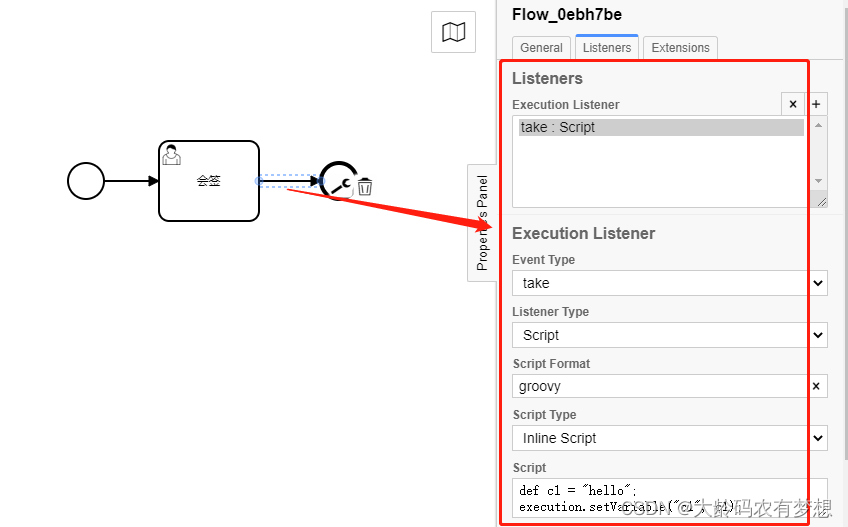 Flow_0ebh7be
General
Listeners
Extensions
Listeners
Execution Listener
× +
take : Script
会签
Properties Panel
Execution Listener
Event Type
take
Listener Type
Script
Script Format
groovy ×
Script Type
Inline Script
Script
def c1 = "hello";
execution.setVariable("c1", c1)
CSDN @大龄码农有梦想